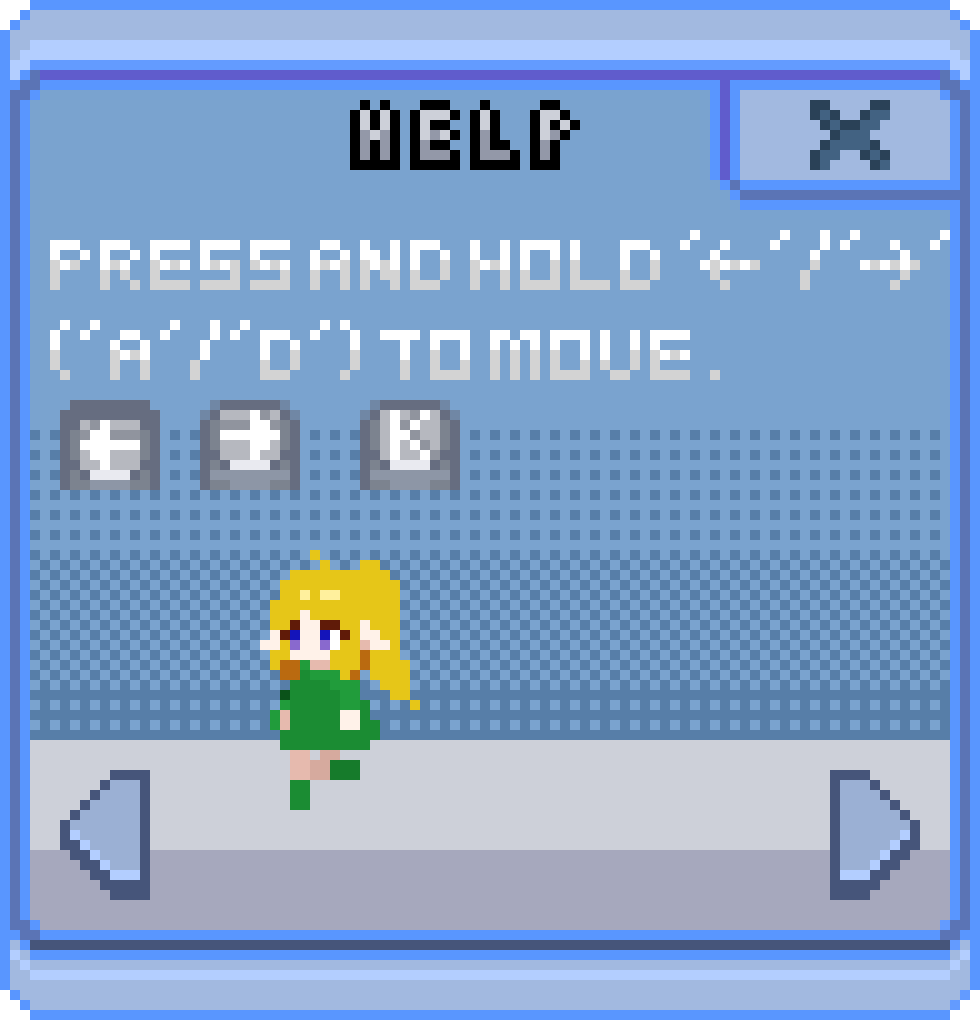 HELP
PRESS AND HOLD '←'/'→'
('A'/'D') TO MOVE.
← → K